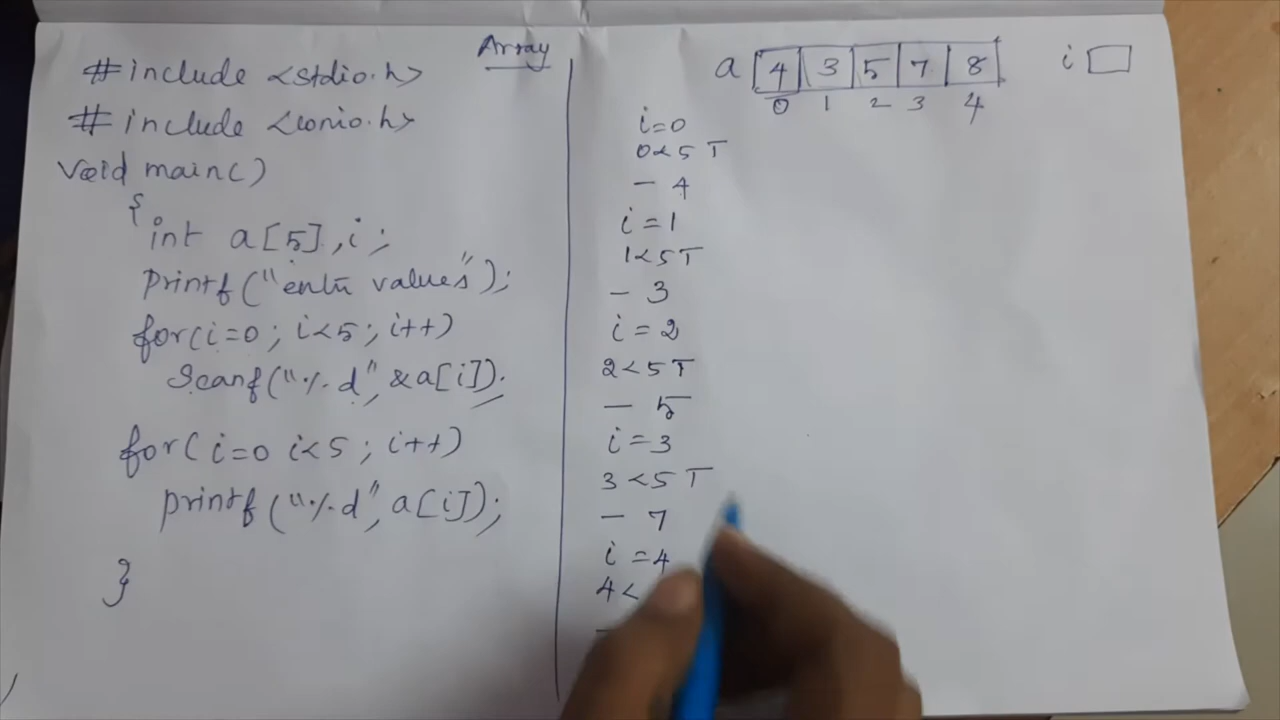 Array
#include <stdio.h>
#include <conio.h>
void main()
{
int a[5],i;
printf("enter values");
for(i=0; i<5; i++)
scanf("%d",&a[i]);
for(i=0 i<5; i++)
printf("%d", a[i]);
}
a 4 3 5 7 8 i
0 1 2 3 4
i=0
0<5 T
- 4
i=1
1<5 T
- 3
i=2
2<5 T
- 5
i=3
3<5 T
- 7
i=4
4<
-